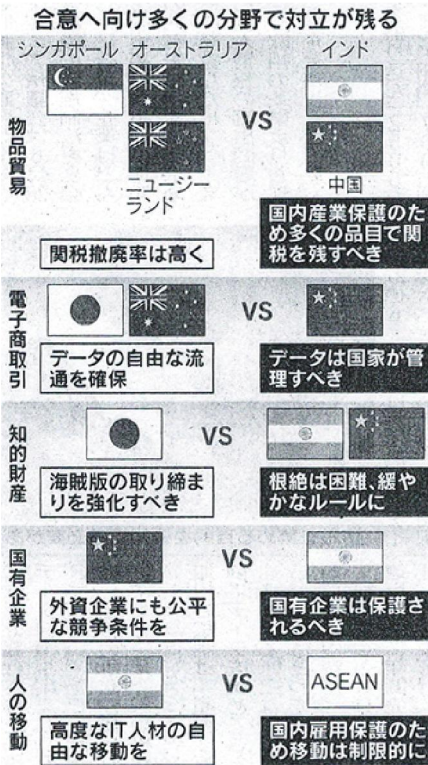 合意へ向け多くの分野で対立が残る
シンガポール オーストラリア インド
物品貿易
VS
ニュージー
ランド
中国
関税撤廃率は高く
国内産業保護のた
め多くの品目で関
税を残すべき
電子商取引
VS
データの自由な流
通を確保
データは国家が管
理すべき
知的財産
VS
海賊版の取り締ま
りを強化すべき
根絶は困難、緩や
かなルールに
国有企業
VS
外資企業にも公平
な競争条件を
国有企業は保護さ
れるべき
人の移動
VS
ASEAN
高度なIT人材の自
由な移動を
国内雇用保護のた
め移動は制限的に